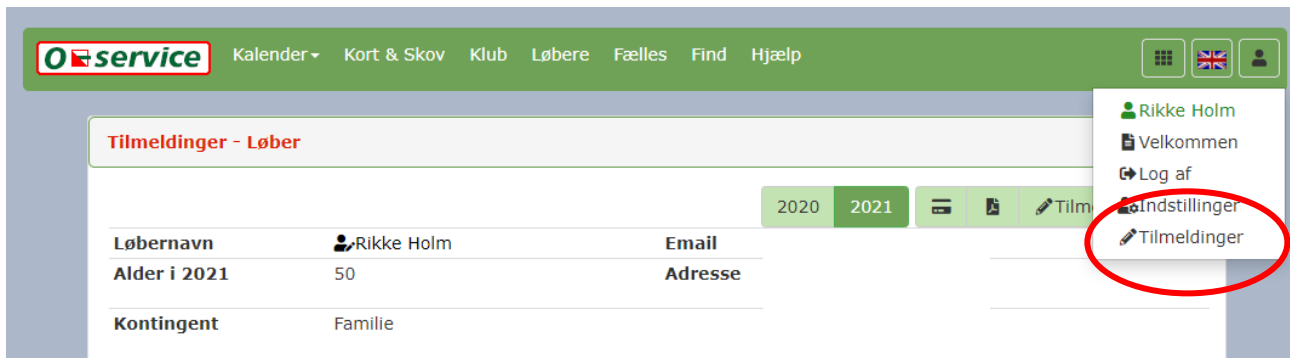 O-service Kalender Kort & Skov Klub Løbere Fælles Find Hjælp
Rikke Holm
Velkommen
Log af
Indstillinger
Tilmeldinger
Tilmeldinger - Løber
2020 2021 Tilm
Løbernavn Rikke Holm Email
Alder i 2021 50 Adresse
Kontingent Familie